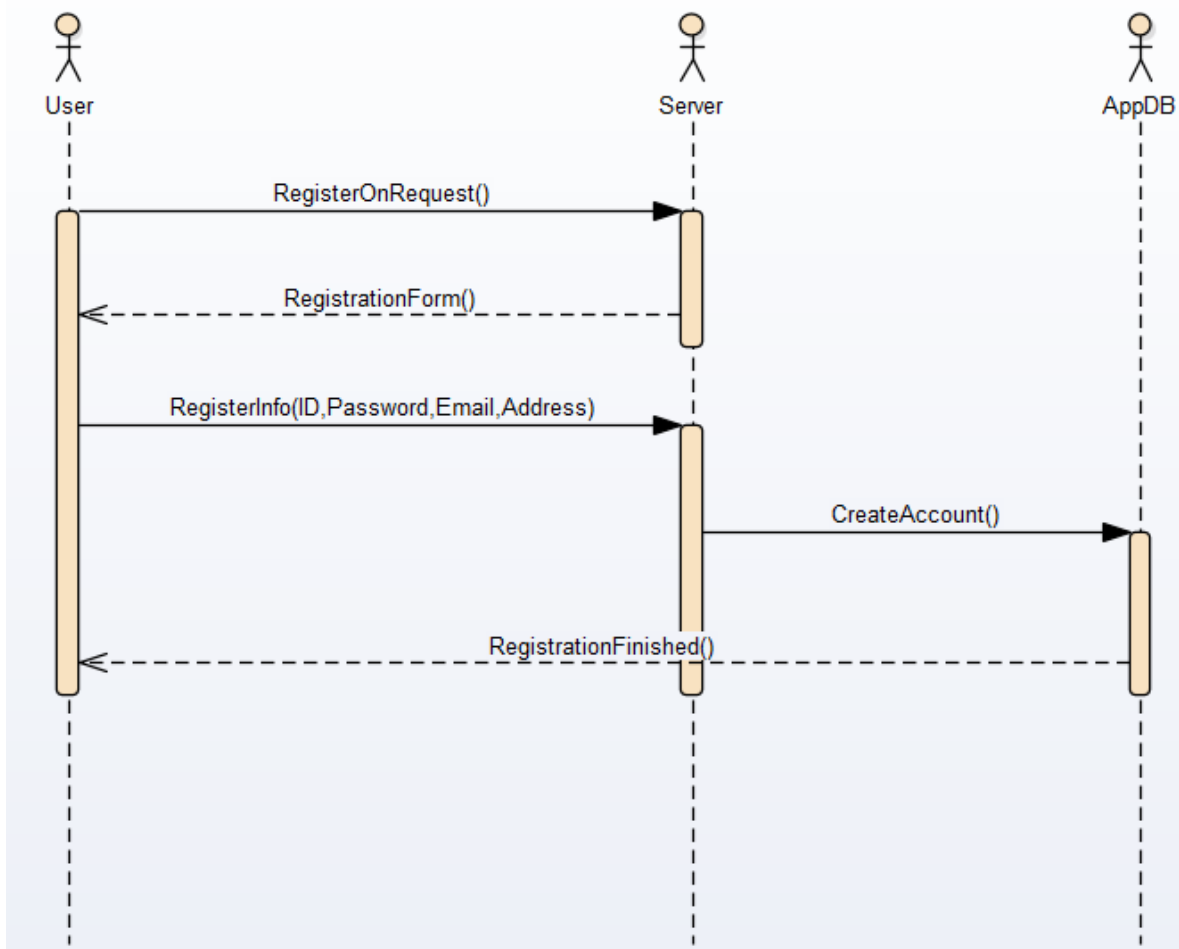 User
Server
AppDB
RegisterOnRequest()
RegistrationForm()
RegisterInfo(ID,Password,Email,Address)
CreateAccount()
RegistrationFinished()